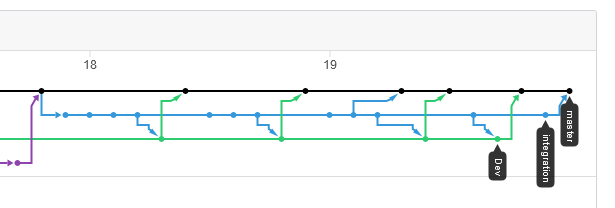 18
19
master
integration
Dev